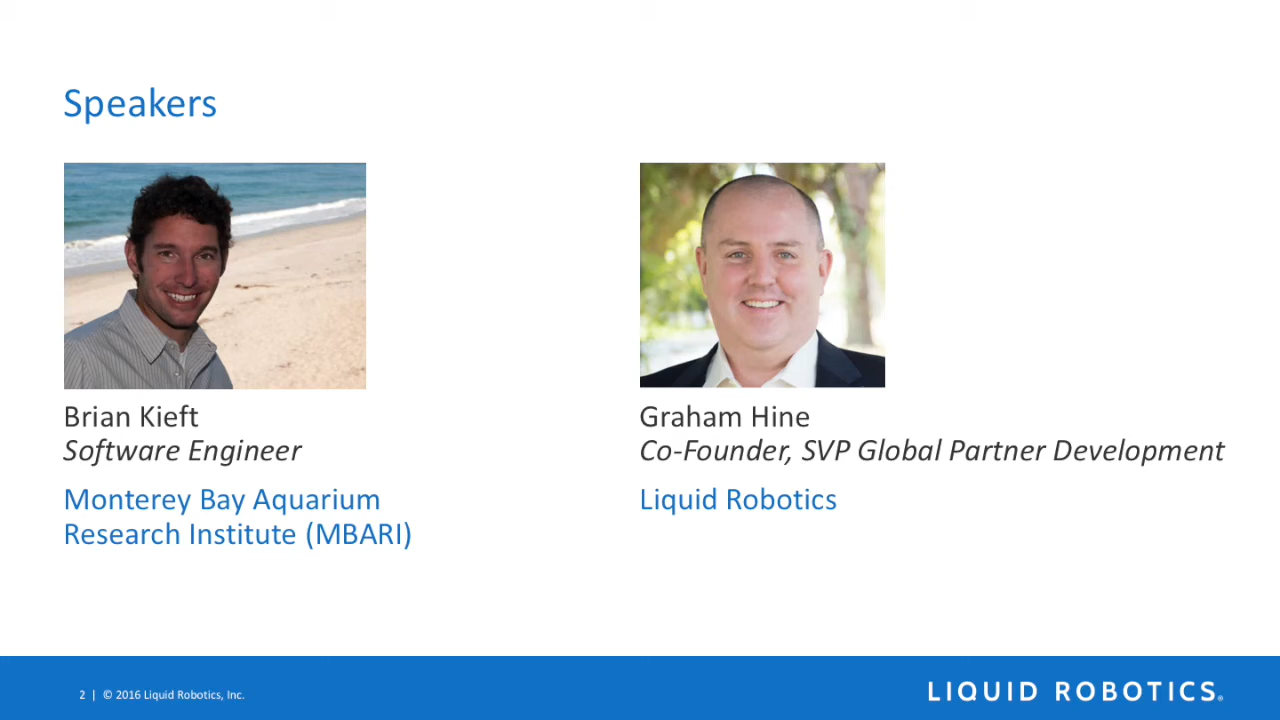 Speakers
Brian Kieft
Software Engineer
Monterey Bay Aquarium
Research Institute (MBARI)
Graham Hine
Co-Founder, SVP Global Partner Development
Liquid Robotics
2 | © 2016 Liquid Robotics, Inc.
LIQUID ROBOTICS®